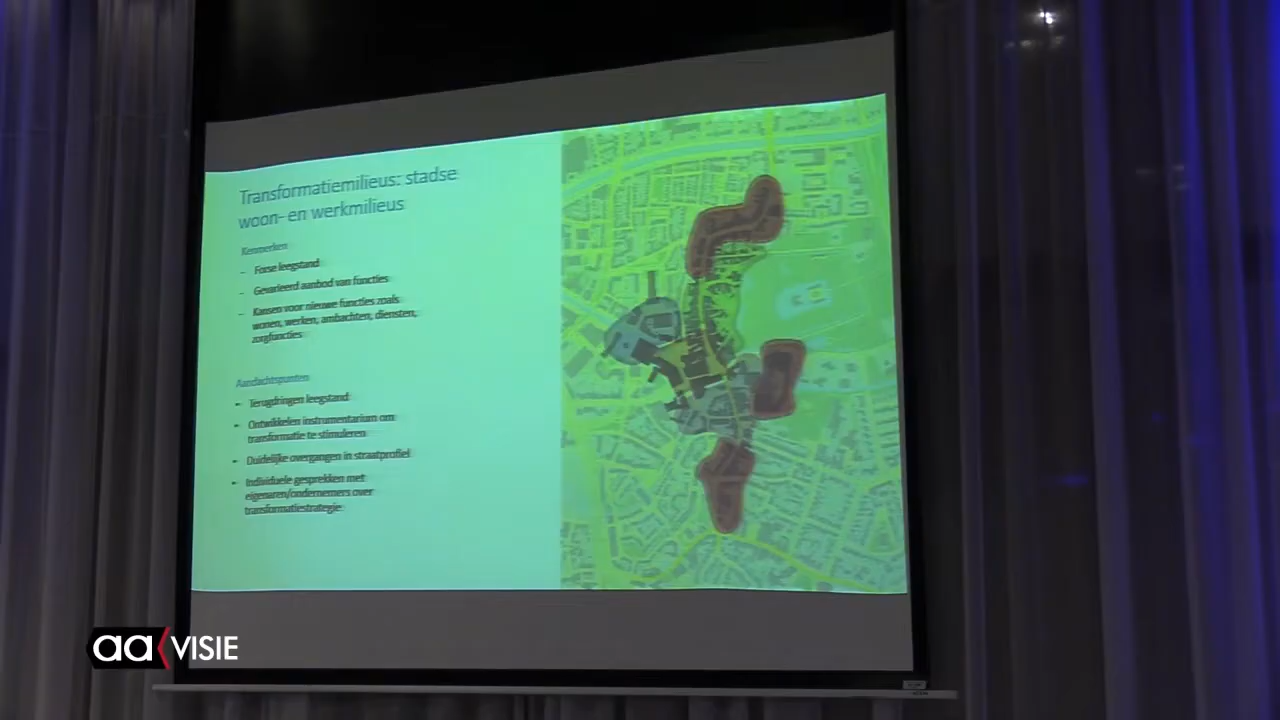 Transformatiemilieus: stadse
woon- en werkmilieus
Kenmerken
- Forse leegstand
- Gevarieerd aanbod van functies
- Kansen voor nieuwe functies zoals
wonen, werken, ambachten, diensten,
zorgfuncties
Aandachtspunten
- Terugdringen leegstand
- Ontwikkelen instrumentarium om
transformatie te stimuleren
- Duidelijke overgangen in straatprofiel
- Individuele gesprekken met
eigenaren/ondernemers over
transformatiestrategie
aa VISIE